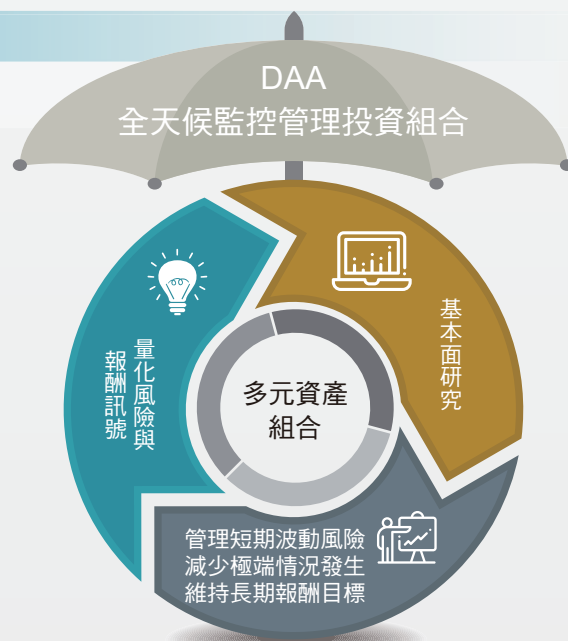 DAA
全天候監控管理投資組合
基本面研究
量化風險與
報酬訊號
多元資產
組合
管理短期波動風險
減少極端情況發生
維持長期報酬目標